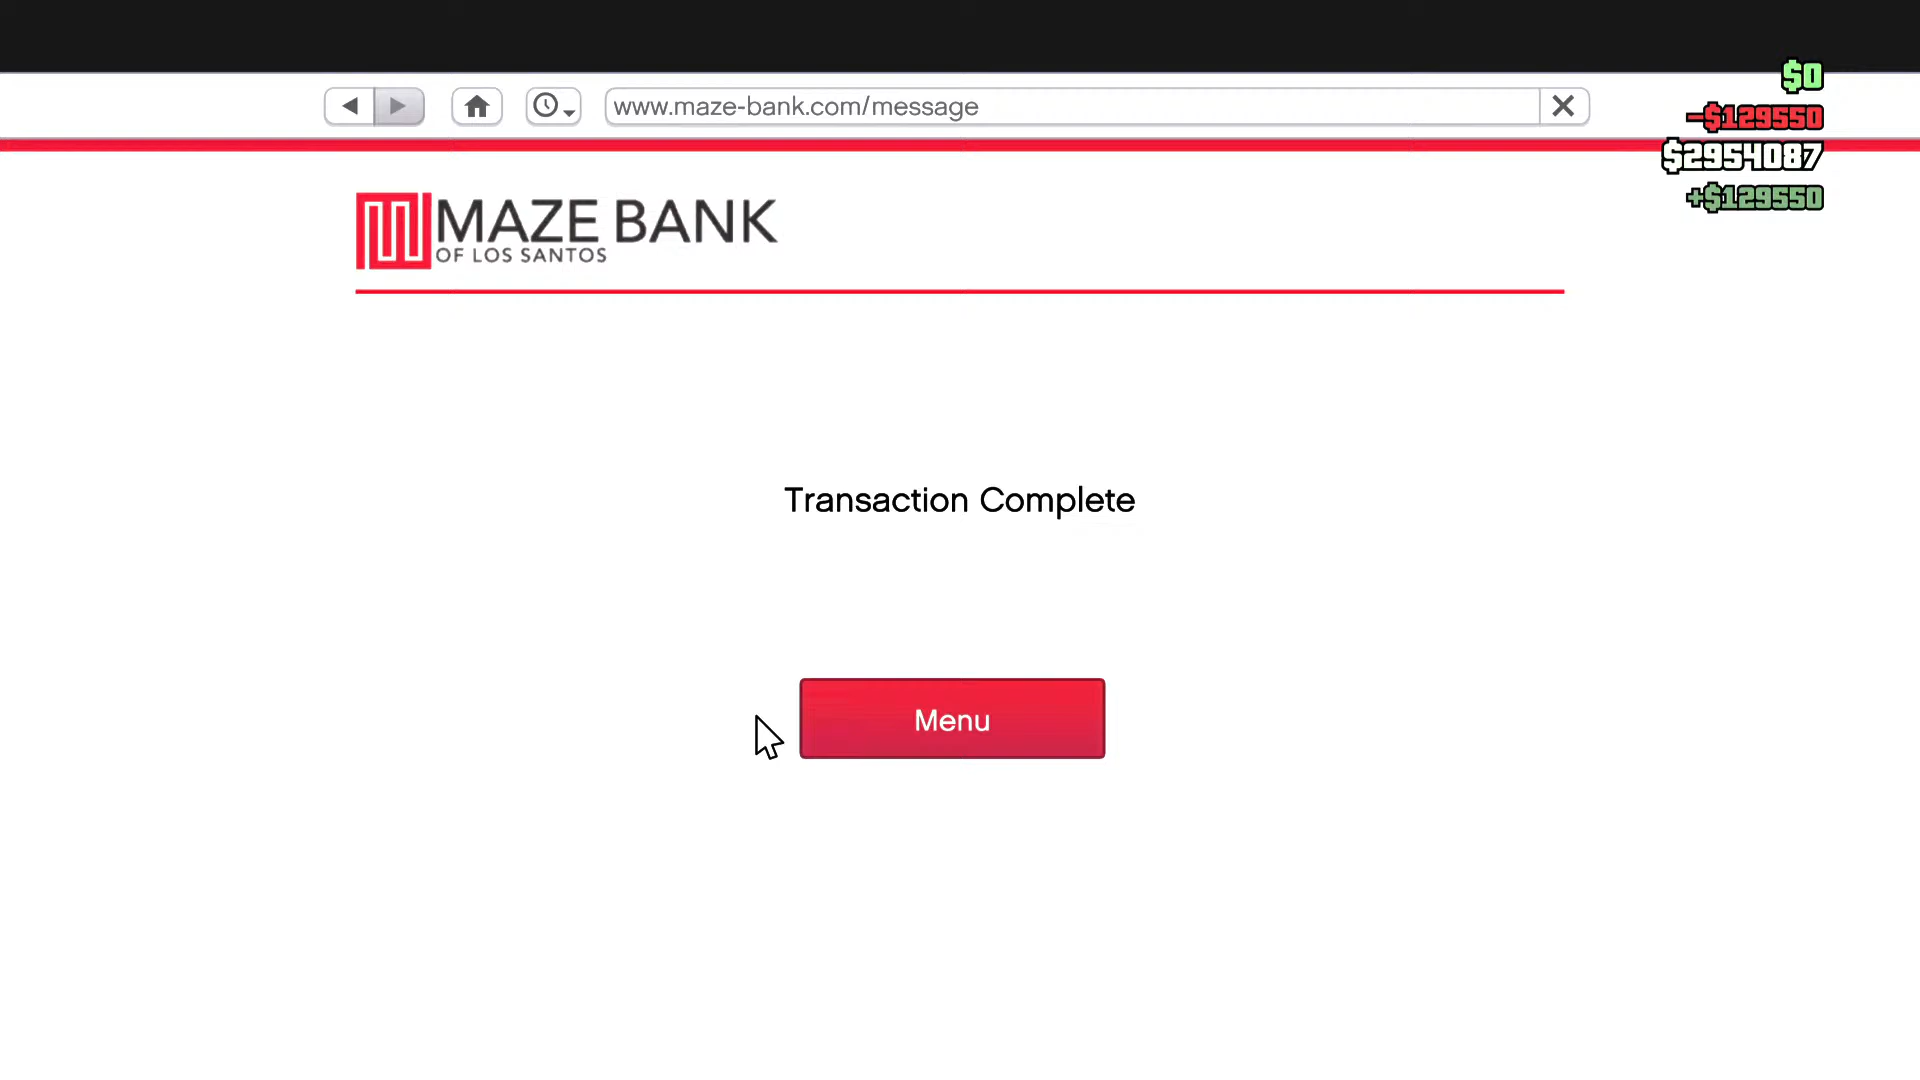 www.maze-bank.com/message
$0
-$129550
$2954087
+$129550
MAZE BANK
OF LOS SANTOS
Transaction Complete
Menu